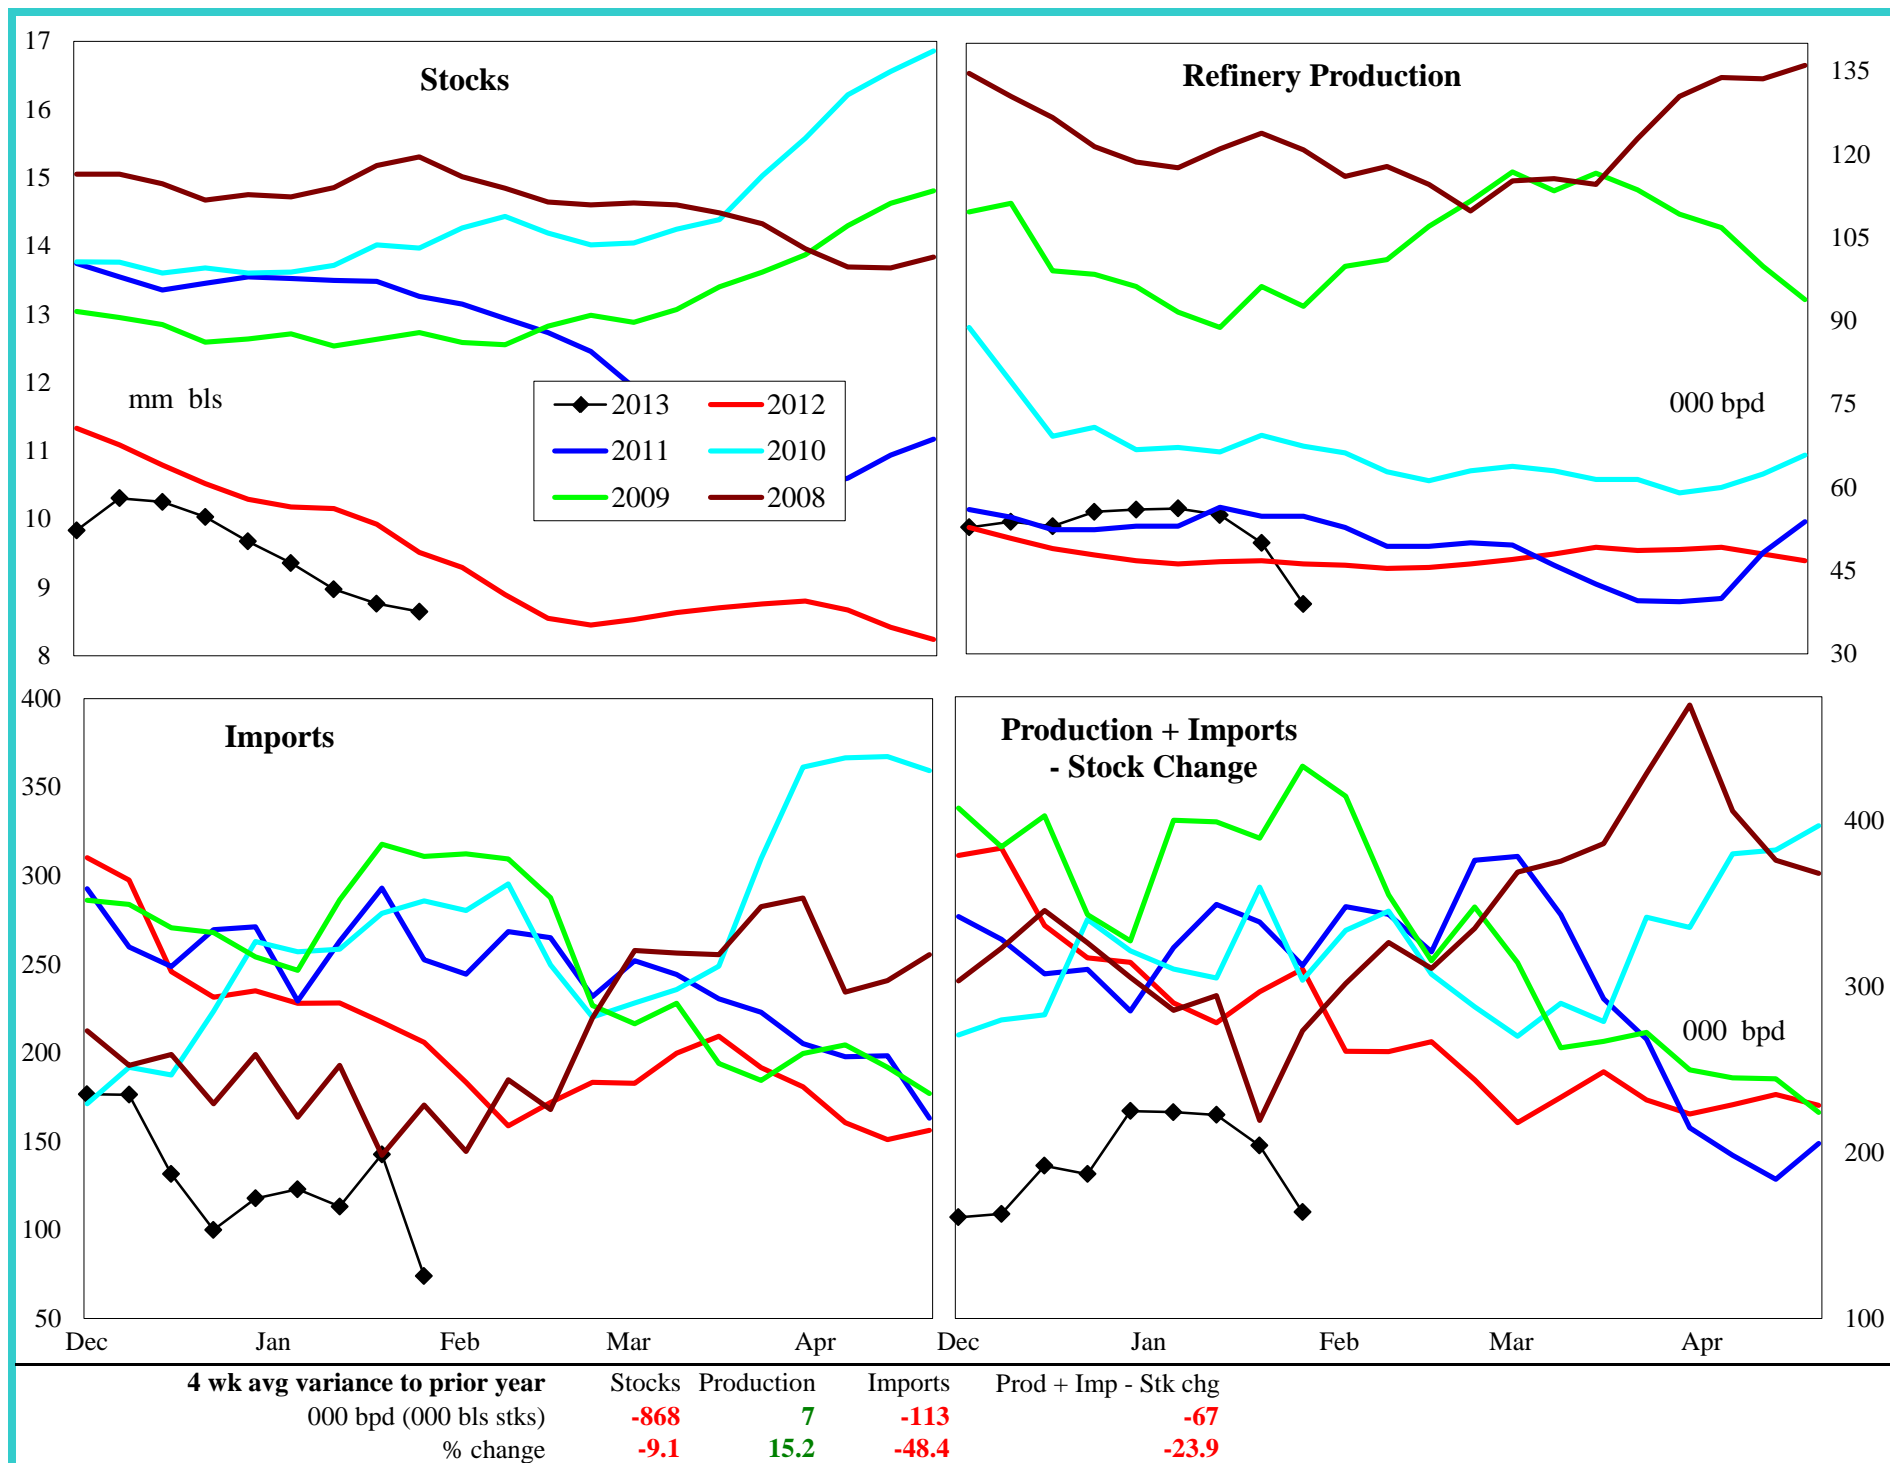 Stocks
17
16
15
14
13
12
11
10
9
8
mm bls
2013 2012
2011 2010
2009 2008
Refinery Production
135
120
105
90
75
60
45
30
000 bpd
Imports
400
350
300
250
200
150
100
50
Dec Jan Feb Mar Apr
Production + Imports
- Stock Change
400
300
200
100
000 bpd
Dec Jan Feb Mar Apr
4 wk avg variance to prior year Stocks Production Imports Prod + Imp - Stk chg
000 bpd (000 bls stks) -868 7 -113 -67
% change -9.1 15.2 -48.4 -23.9